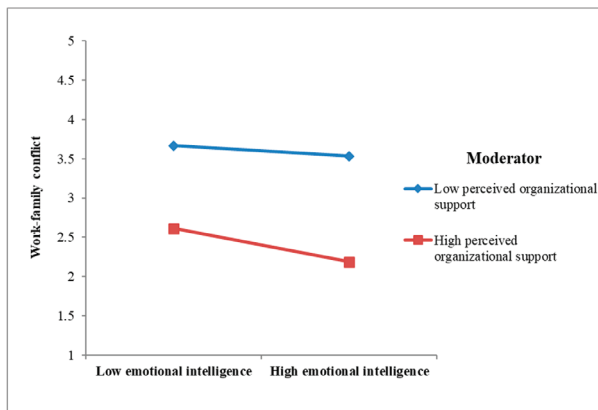 5
4.5
4
3.5
3
2.5
2
1.5
1
Work-family conflict
Low emotional intelligence
High emotional intelligence
Moderator
Low perceived organizational
support
High perceived
organizational support